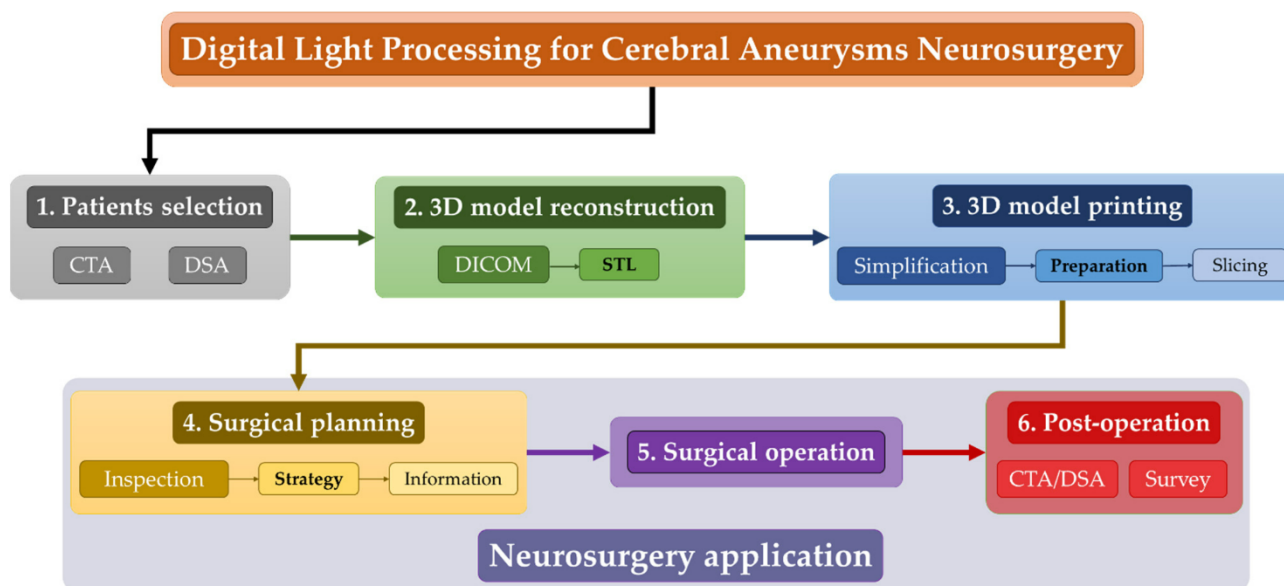 Digital Light Processing for Cerebral Aneurysms Neurosurgery
1. Patients selection
CTA
DSA
2. 3D model reconstruction
DICOM
STL
3. 3D model printing
Simplification
Preparation
Slicing
4. Surgical planning
Inspection
Strategy
Information
5. Surgical operation
6. Post-operation
CTA/DSA
Survey
Neurosurgery application